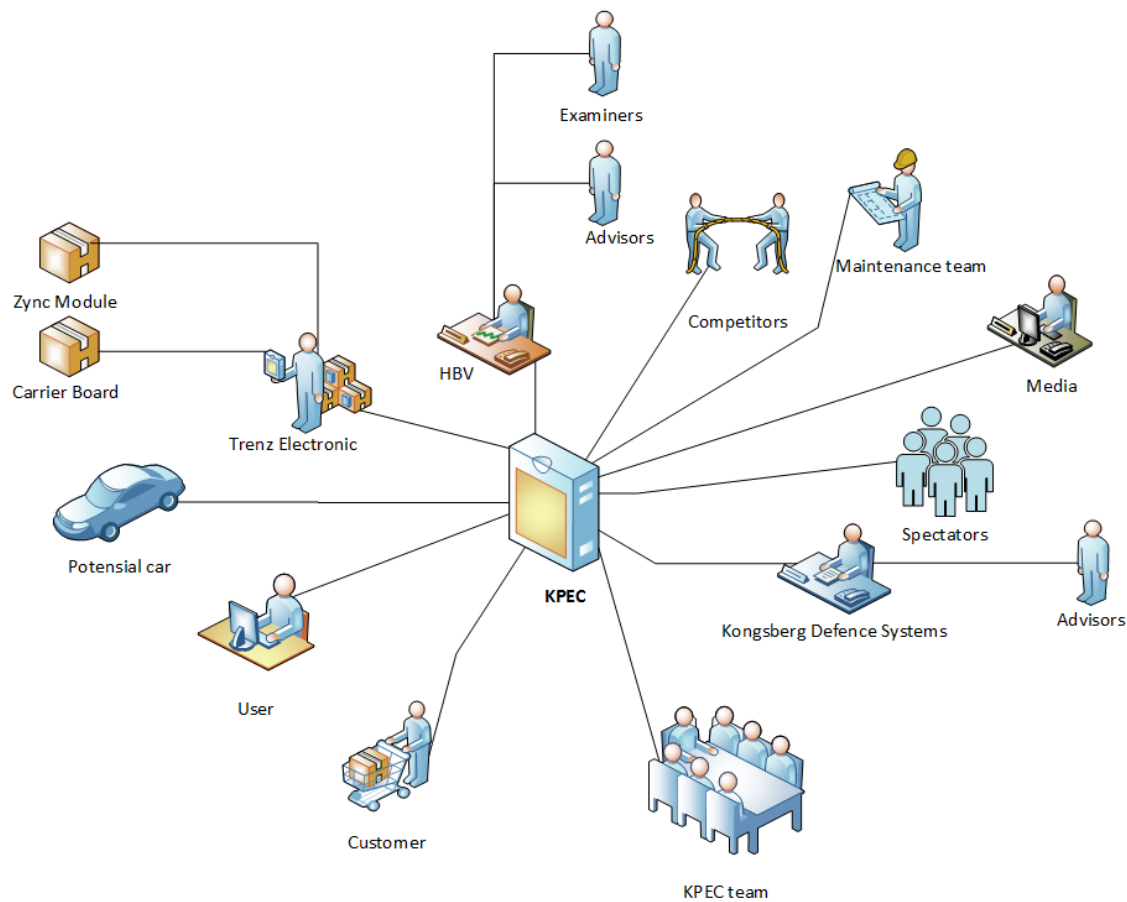 Examiners
Advisors
Zync Module
Maintenance team
Competitors
HBV
Media
Carrier Board
Trenz Electronic
Spectators
Potensial car
KPEC
Kongsberg Defence Systems
Advisors
User
Customer
KPEC team